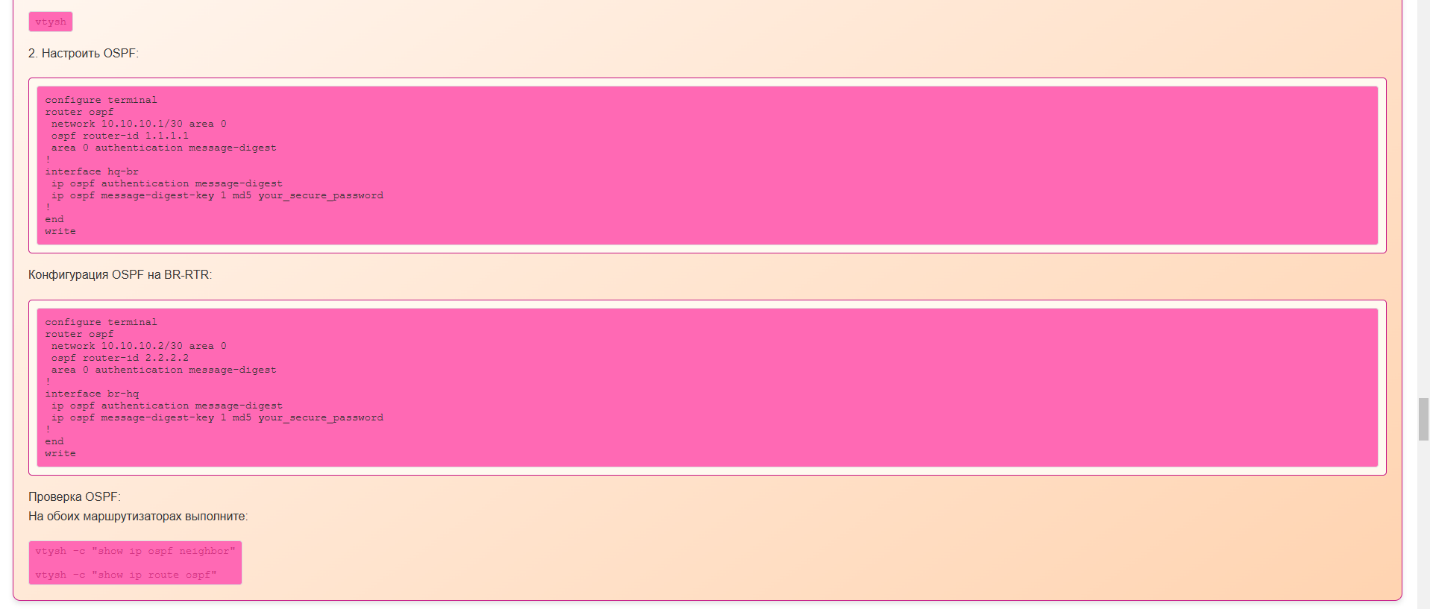 vtysh
2. Настроить OSPF:
configure terminal
router ospf
 network 10.10.10.1/30 area 0
 ospf router-id 1.1.1.1
 area 0 authentication message-digest
!
interface hq-br
 ip ospf authentication message-digest
 ip ospf message-digest-key 1 md5 your_secure_password
!
end
write
Конфигурация OSPF на BR-RTR:
configure terminal
router ospf
 network 10.10.10.2/30 area 0
 ospf router-id 2.2.2.2
 area 0 authentication message-digest
!
interface br-hq
 ip ospf authentication message-digest
 ip ospf message-digest-key 1 md5 your_secure_password
!
end
write
Проверка OSPF:
На обоих маршрутизаторах выполните:
vtysh -c "show ip ospf neighbor"
vtysh -c "show ip route ospf"